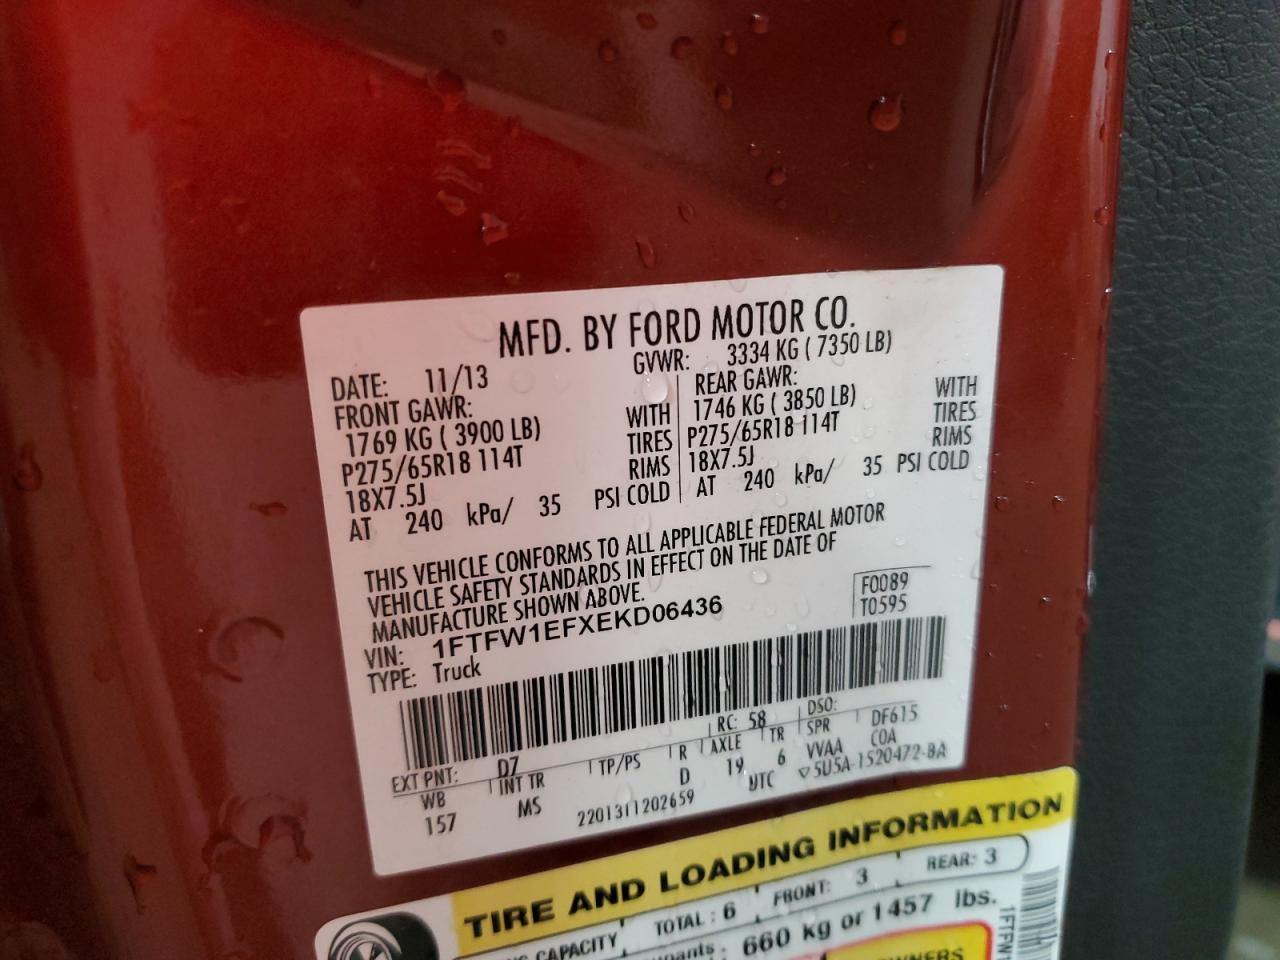 MFD. BY FORD MOTOR CO.
DATE: 11/13 GVWR: 3334 KG ( 7350 LB)
FRONT GAWR: REAR GAWR:
1769 KG ( 3900 LB) WITH 1746 KG ( 3850 LB) WITH
P275/65R18 114T TIRES P275/65R18 114T TIRES
18X7.5J RIMS 18X7.5J RIMS
AT 240 kPa/ 35 PSI COLD AT 240 kPa/ 35 PSI COLD
THIS VEHICLE CONFORMS TO ALL APPLICABLE FEDERAL MOTOR
VEHICLE SAFETY STANDARDS IN EFFECT ON THE DATE OF
MANUFACTURE SHOWN ABOVE.
F0089
VIN: 1FTFW1EFXEKD06436 T0595
TYPE: Truck
EXT PNT: D7 RC: 58 DSO:
WB INT TR TP/PS R AXLE TR SPR DF615
157 MS D 19 6 VVAA COA
2201311202659 UTC ▽5U5A-1520472-BA
TIRE AND LOADING INFORMATION
CAPACITY TOTAL: 6 FRONT: 3 REAR: 3
660 kg or 1457 lbs.